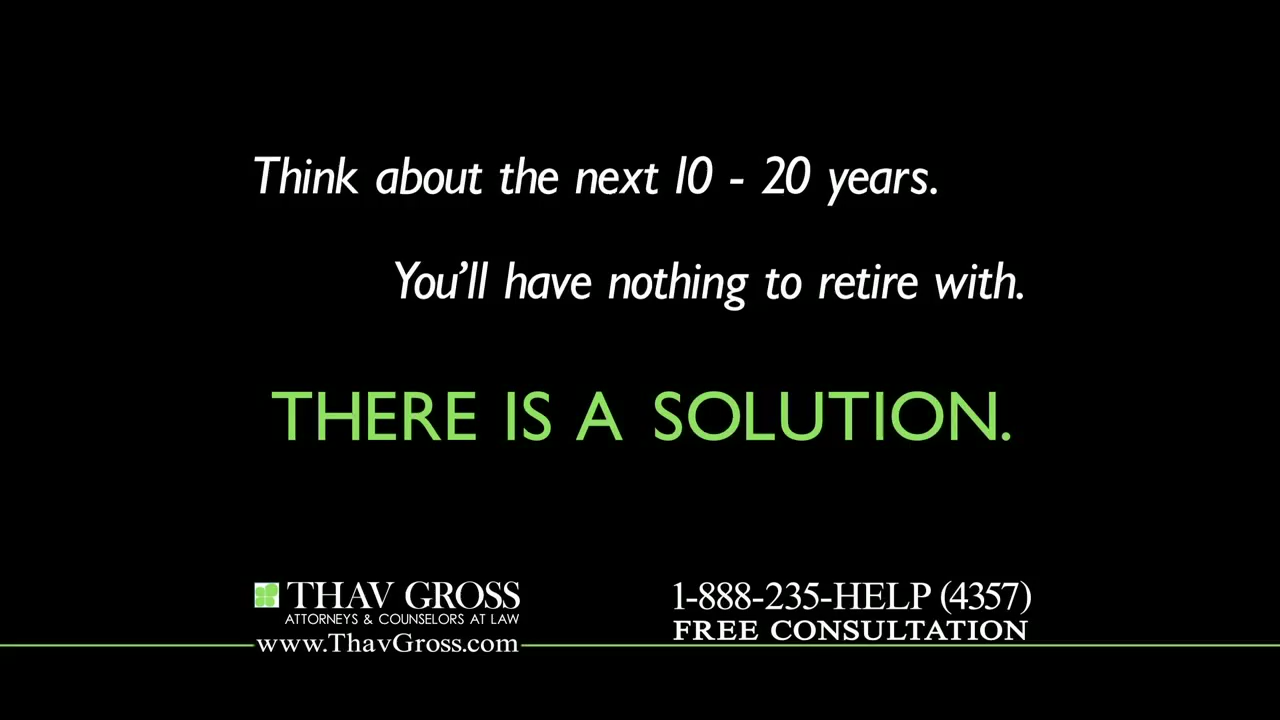 Think about the next 10 - 20 years.
You'll have nothing to retire with.
THERE IS A SOLUTION.
THAV GROSS
ATTORNEYS & COUNSELORS AT LAW
www.ThavGross.com
1-888-235-HELP (4357)
FREE CONSULTATION